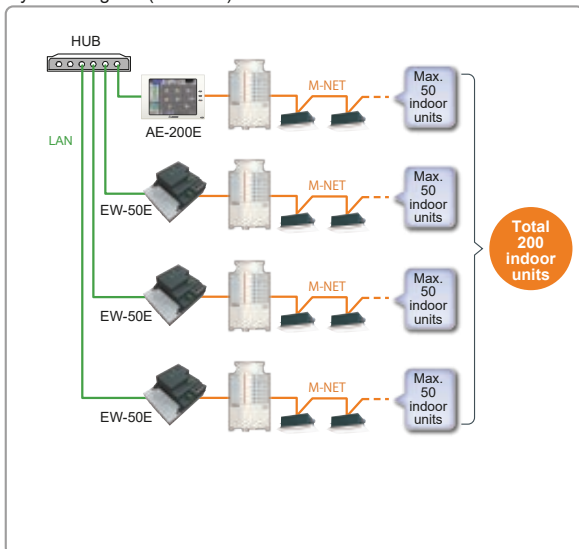 HUB
LAN
AE-200E
M-NET
Max.
50
indoor
units
EW-50E
M-NET
Max.
50
indoor
units
EW-50E
M-NET
Max.
50
indoor
units
EW-50E
M-NET
Max.
50
indoor
units
Total
200
indoor
units